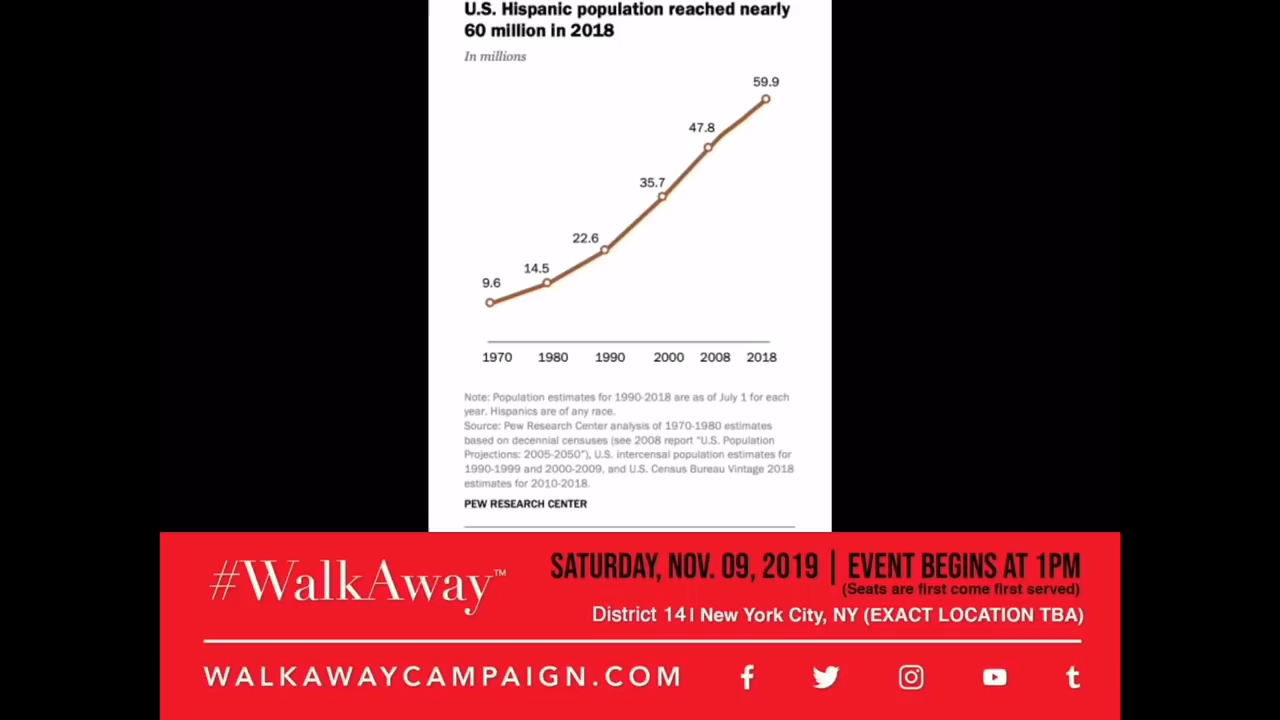 U.S. Hispanic population reached nearly
60 million in 2018
In millions
59.9
47.8
35.7
22.6
14.5
9.6
1970 1980 1990 2000 2008 2018
Note: Population estimates for 1990-2018 are as of July 1 for each
year. Hispanics are of any race.
Source: Pew Research Center analysis of 1970-1980 estimates
based on decennial censuses (see 2008 report "U.S. Population
Projections: 2005-2050"), U.S. intercensal population estimates for
1990-1999 and 2000-2009, and U.S. Census Bureau Vintage 2018
estimates for 2010-2018.
PEW RESEARCH CENTER
#WalkAway™
SATURDAY, NOV. 09, 2019 | EVENT BEGINS AT 1PM
(Seats are first come first served)
District 14 | New York City, NY (EXACT LOCATION TBA)
WALKAWAYCAMPAIGN.COM